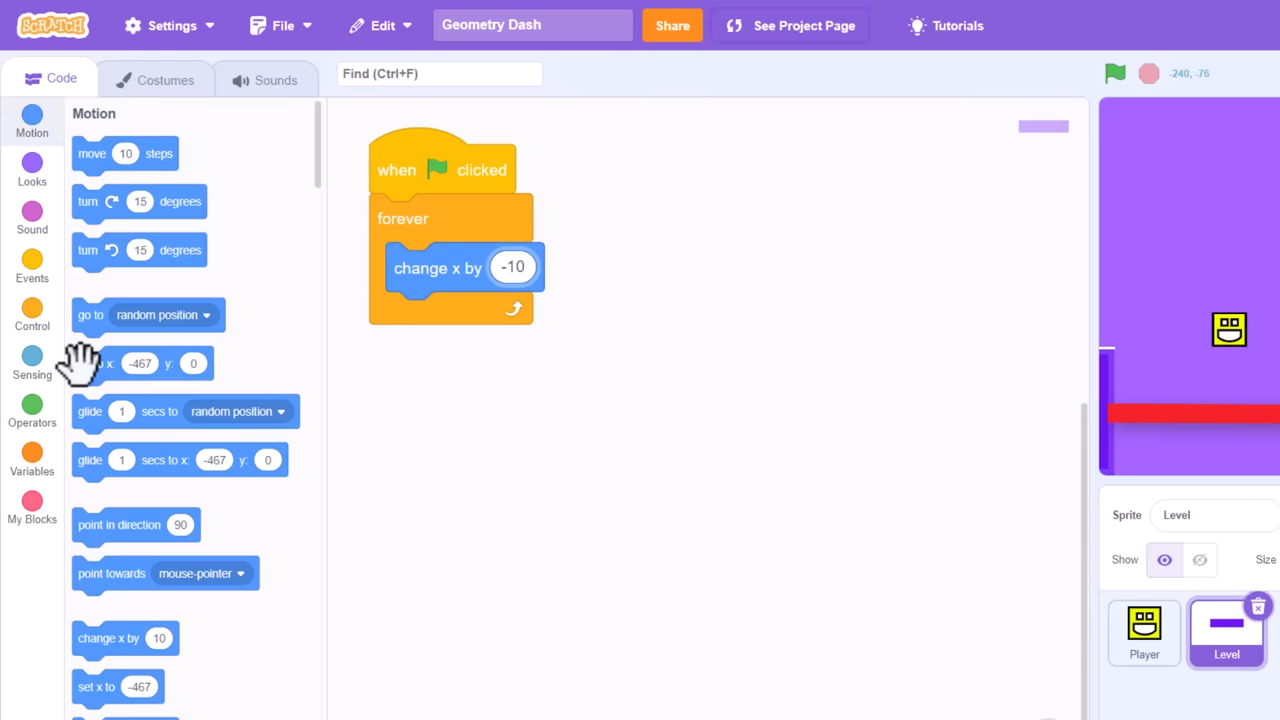 SCRATCH Settings File Edit Geometry Dash Share See Project Page Tutorials
Code Costumes Sounds Find (Ctrl+F) -240, -76
Motion
Looks
Sound
Events
Control
Sensing
Operators
Variables
My Blocks
Motion
move 10 steps
turn 15 degrees
turn 15 degrees
go to random position
x: -467 y: 0
glide 1 secs to random position
glide 1 secs to x: -467 y: 0
point in direction 90
point towards mouse-pointer
change x by 10
set x to -467
when clicked
forever
change x by -10
Sprite Level
Show Size
Player Level